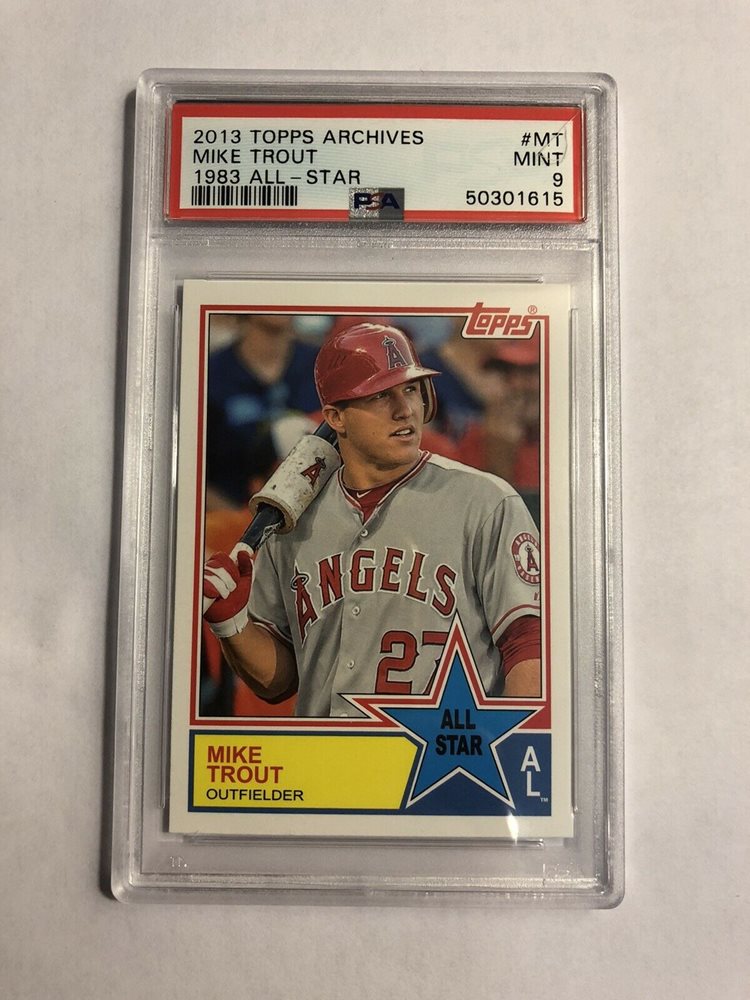 2013 TOPPS ARCHIVES #MT
MIKE TROUT MINT
1983 ALL-STAR 9
PSA 50301615
topps®
A
A
ANGELS
27
A
ALL
STAR
MIKE
TROUT
OUTFIELDER
A
L™